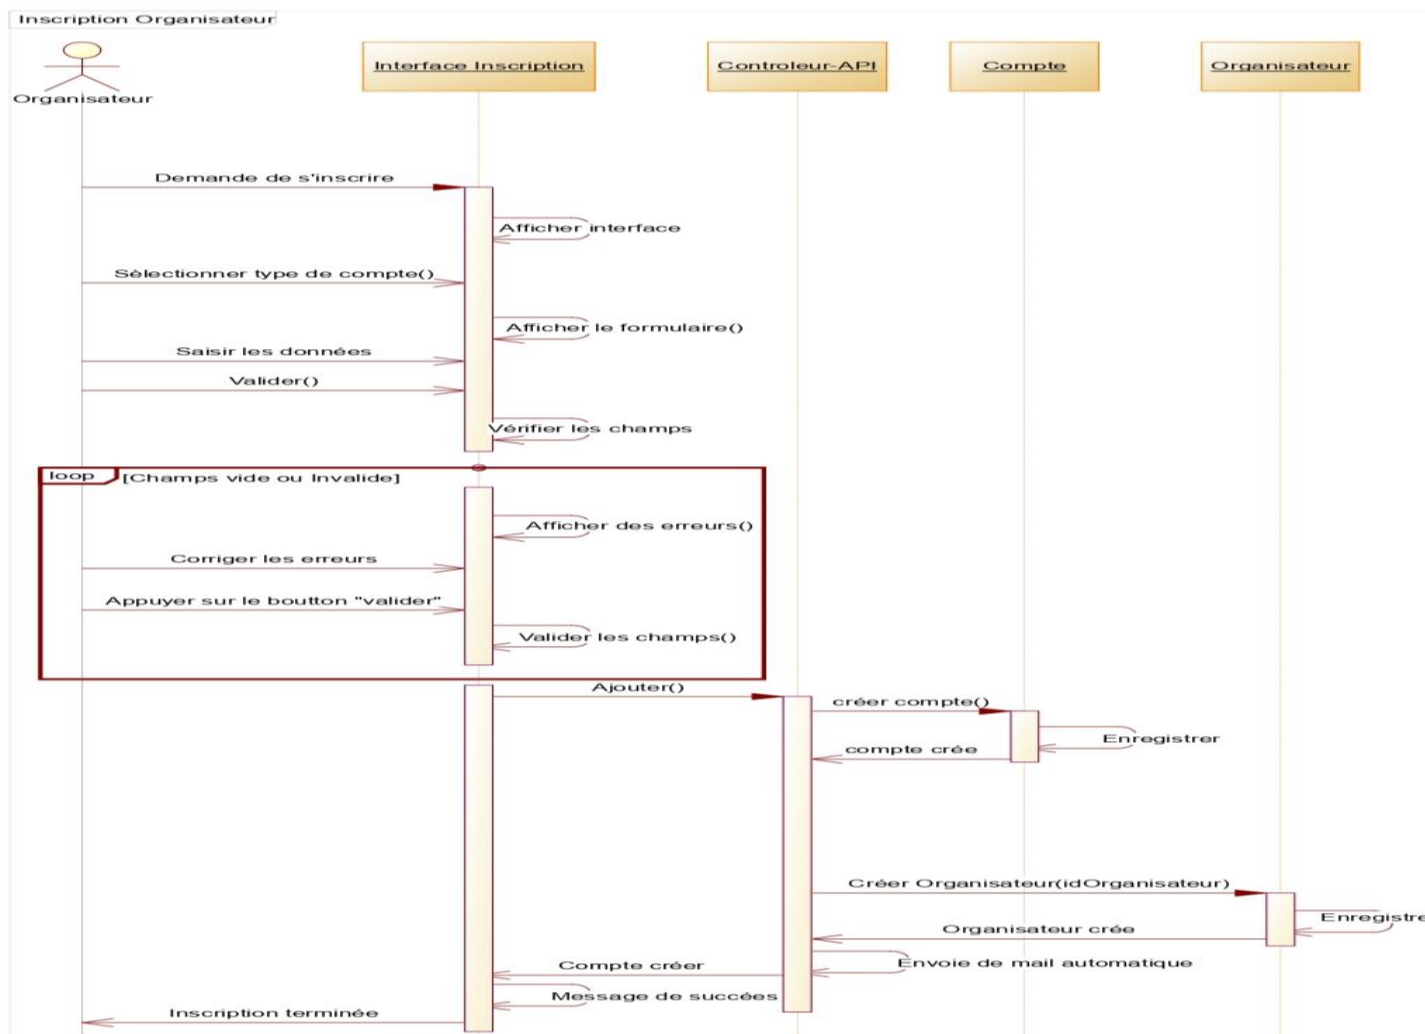 Inscription Organisateur
Organisateur
Interface Inscription
Controleur-API
Compte
Organisateur
Demande de s'inscrire
Afficher interface
Sèlectionner type de compte()
Afficher le formulaire()
Saisir les données
Valider()
Vérifier les champs
loop
[Champs vide ou Invalide]
Afficher des erreurs()
Corriger les erreurs
Appuyer sur le boutton "valider"
Valider les champs()
Ajouter()
créer compte()
Enregistrer
compte crée
Créer Organisateur(idOrganisateur)
Enregistre
Organisateur crée
Envoie de mail automatique
Compte créer
Message de succées
Inscription terminée